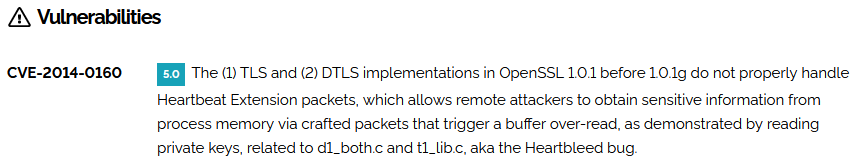 Vulnerabilities
CVE-2014-0160 5.0 The (1) TLS and (2) DTLS implementations in OpenSSL 1.0.1 before 1.0.1g do not properly handle
Heartbeat Extension packets, which allows remote attackers to obtain sensitive information from
process memory via crafted packets that trigger a buffer over-read, as demonstrated by reading
private keys, related to d1_both.c and t1_lib.c, aka the Heartbleed bug.